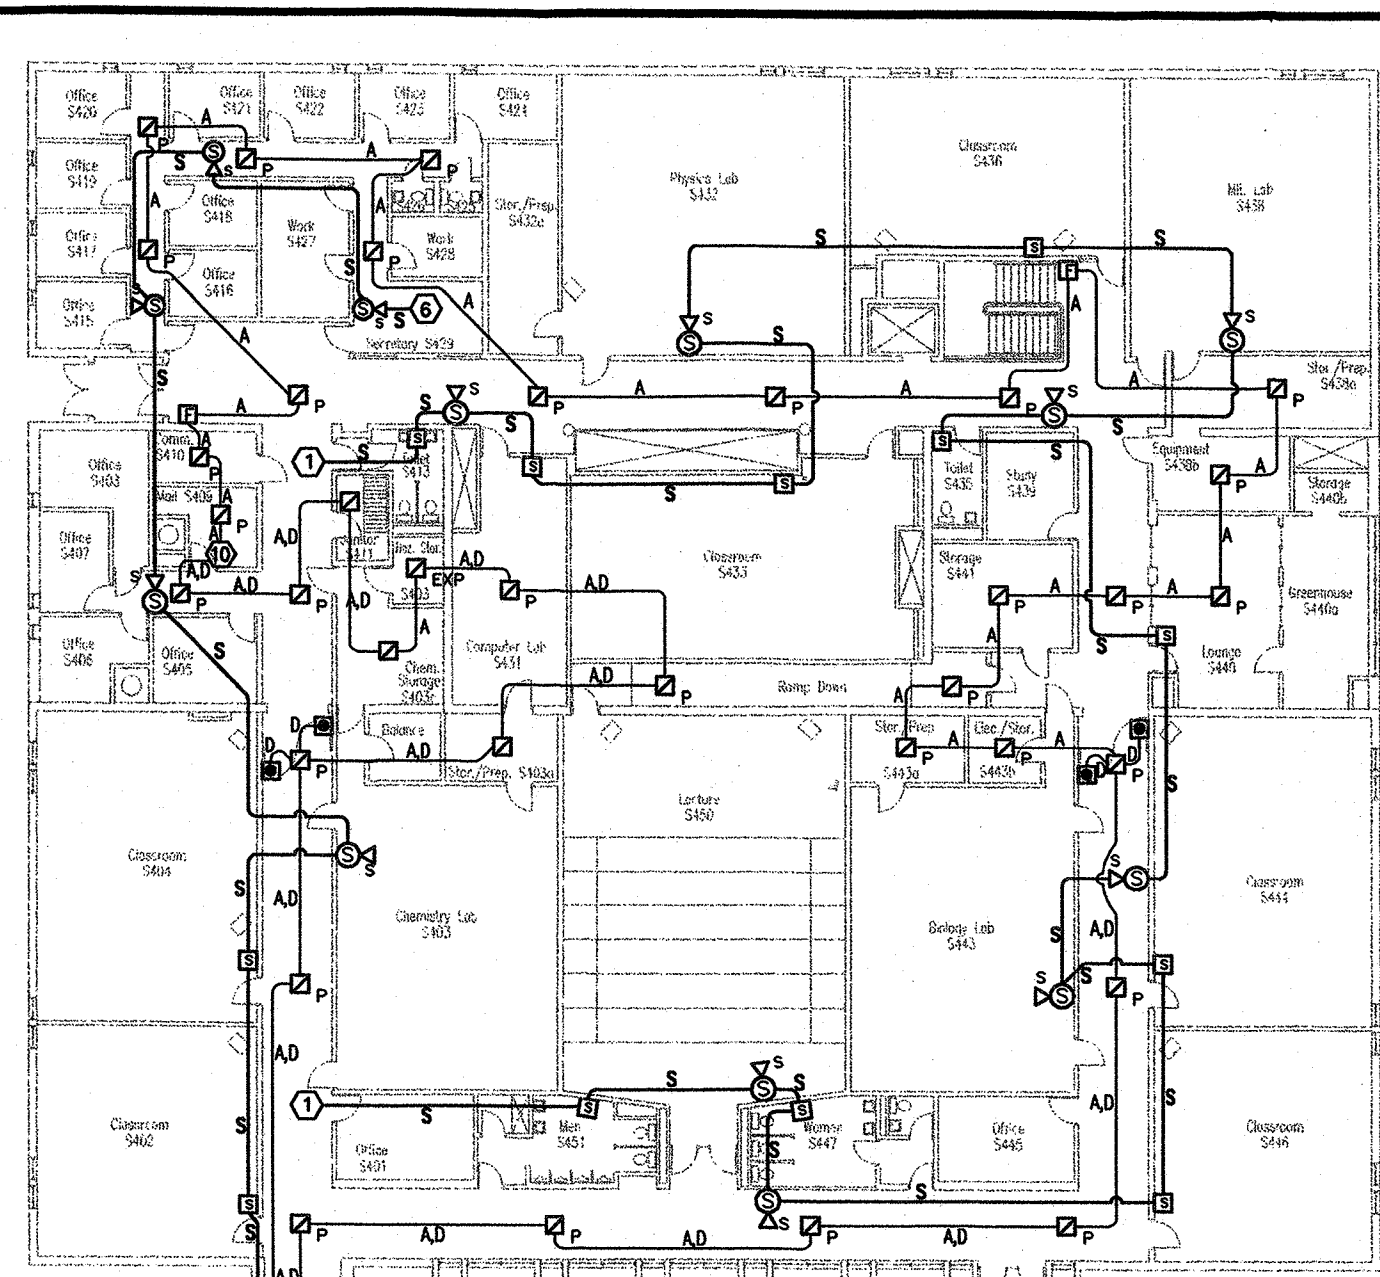 Office
S420
Office
S421
Office
S422
Office
S423
Office
S424
A
P
S
S
P
A
P
Office
S419
Office
S418
Work
S427
A
Stor./Prep.
S432a
Physics Lab
S432
Classroom
S436
S438
Office
S417
P
Office
S416
S
P
Work
S428
S
S
S
Office
S415
S
S
S
6
A
A
S
S
S
A
Secretary S429
S
Stor./Prep.
S438a
F
A
P
S
S
P
A
P
A
P
S
S
A
P
F
A
Comm.
S410
P
1
S
Toilet
S413
S
S
S
S
S
S
Toilet
S435
Study
S439
Equipment
S438b
P
A
Storage
S440b
Office
S403
Mail S409
A
P
A
10
Office
S407
A,D
Janitor
S411
Classroom
S433
Storage
S441
A
S
A,D
P
A,D
P
A,D
EXP
A,D
P
A,D
P
A
P
A
P
Greenhouse
S440a
A
A
Office
S406
Office
S405
S
Computer Lab
S431
Chem.
Storage
A,D
P
Ramp Down
A
P
S
S
Lounge
S440
D
D
P
Balance
A,D
Stor./Prep. S403a
Lecture
S450
Stor./Prep
S443a
P
A
Elec./Stor.
S443b
P
A
D
D
P
S
Classroom
S404
S
S
S
S
A,D
Chemistry Lab
S403
Biology Lab
S443
S
S
A,D
Classroom
S444
S
P
S
S
S
S
S
P
A,D
Classroom
S402
S
1
S
S
Men
S451
S
S
S
S
S
Women
S447
S
Office
S401
Office
S445
A,D
S
Classroom
S446
S
S
P
A,D
P
A,D
S
S
P
A,D
S
P
S
A,D